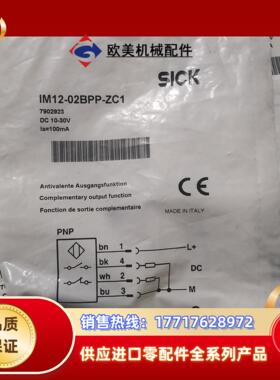 欧美机械配件
SICK
IM12-02BPP-ZC1
7902923
DC 10-30V
Ia=100mA
Antivalente Ausgangsfunktion
Complementary output function
Fonction de sortie complementaire
CE
MADE IN ITALY
PNP
bn 1 L+
bk 4
wh 2 DC
bu 3 M
保证
销售热线：17717628972
供应进口零配件全系列产品